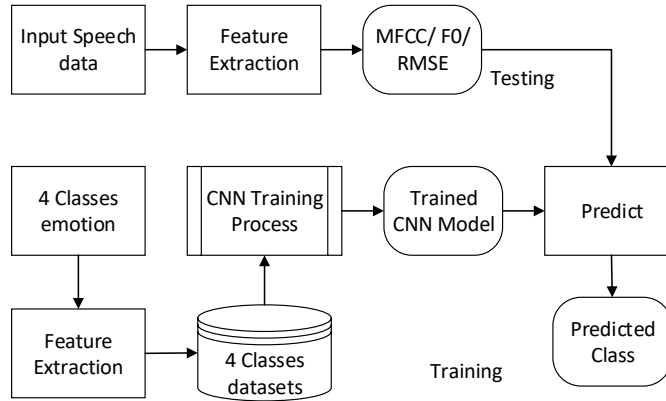 Input Speech
data
Feature
Extraction
MFCC/ F0/
RMSE
Testing
4 Classes
emotion
CNN Training
Process
Trained
CNN Model
Predict
Feature
Extraction
4 Classes
datasets
Training
Predicted
Class